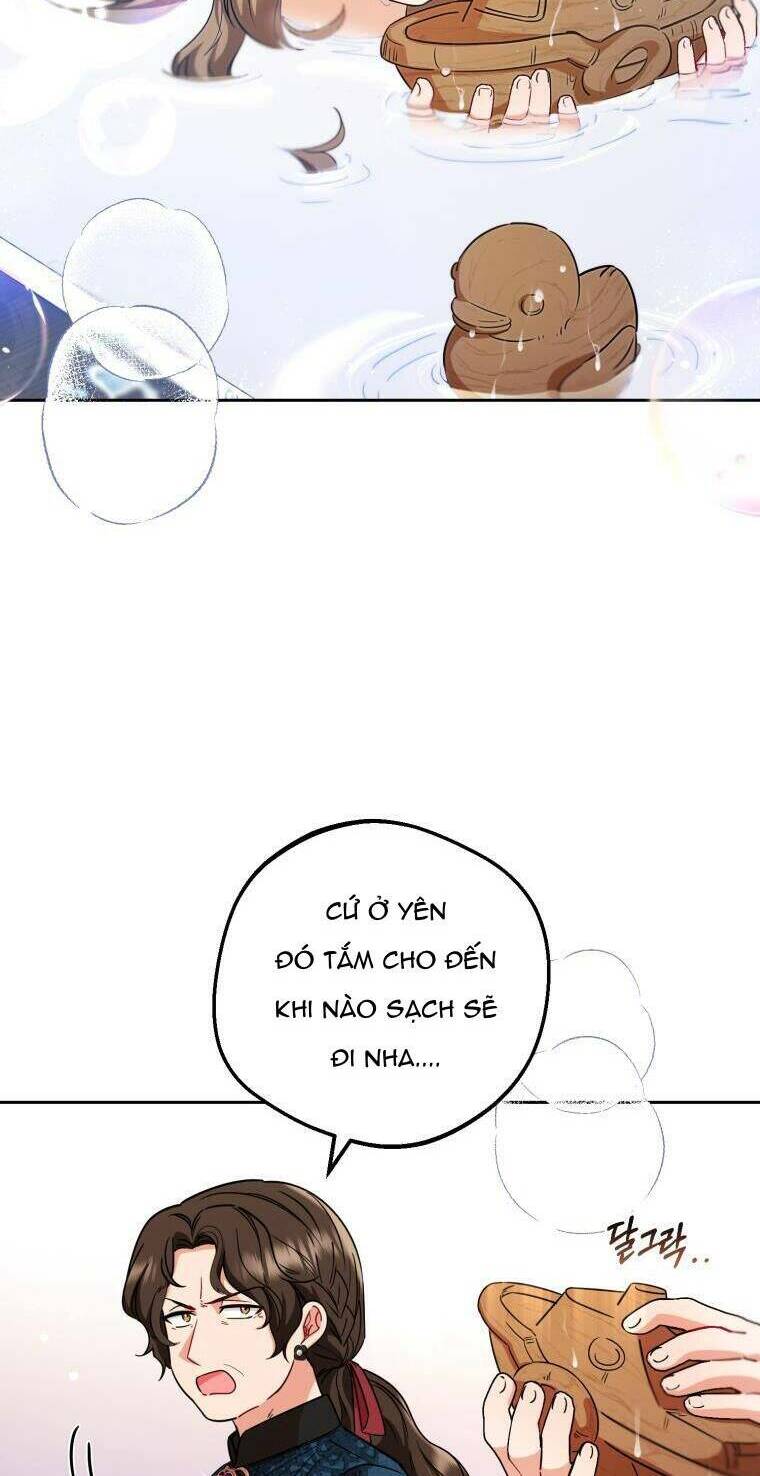 CỨ Ở YÊN
ĐÓ TẮM CHO ĐẾN
KHI NÀO SẠCH SẼ
ĐI NHA....
달그락..